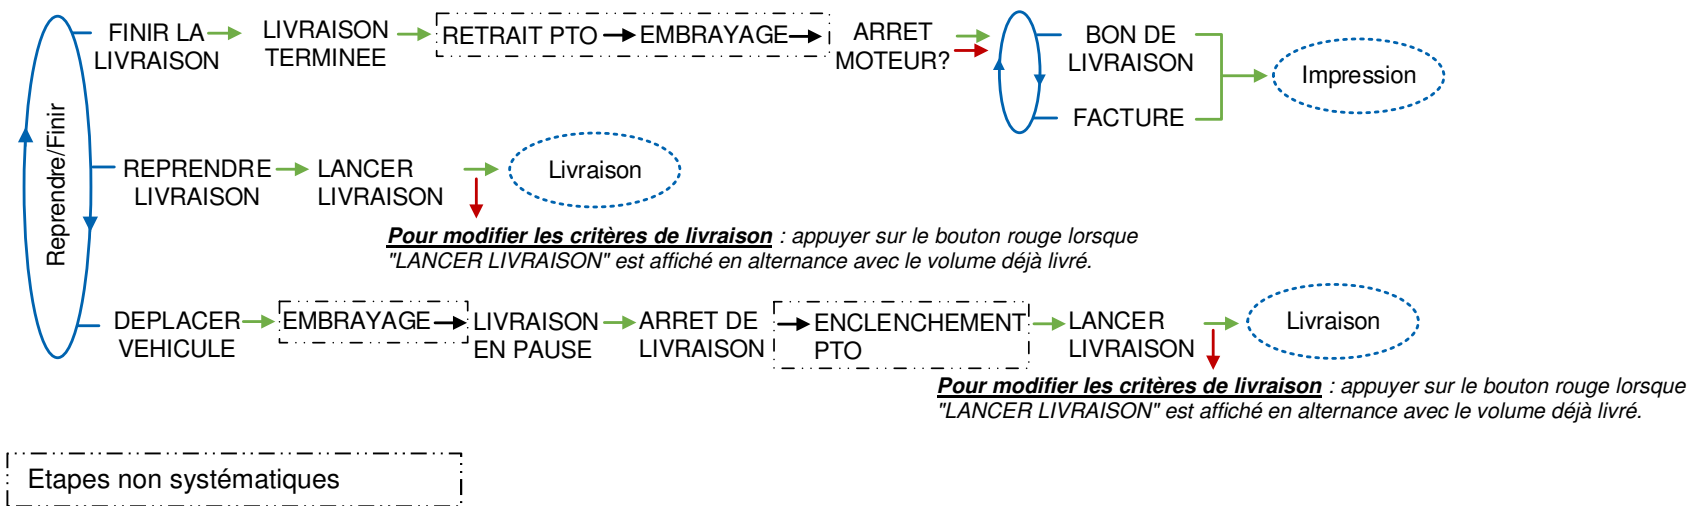 Reprendre/Finir
FINIR LA
LIVRAISON
LIVRAISON
TERMINEE
RETRAIT PTO
EMBRAYAGE
ARRET
MOTEUR?
BON DE
LIVRAISON
FACTURE
Impression
REPRENDRE
LIVRAISON
LANCER
LIVRAISON
Livraison
Pour modifier les critères de livraison : appuyer sur le bouton rouge lorsque
"LANCER LIVRAISON" est affiché en alternance avec le volume déjà livré.
DEPLACER
VEHICULE
EMBRAYAGE
LIVRAISON
EN PAUSE
ARRET DE
LIVRAISON
ENCLENCHEMENT
PTO
LANCER
LIVRAISON
Livraison
Pour modifier les critères de livraison : appuyer sur le bouton rouge lorsque
"LANCER LIVRAISON" est affiché en alternance avec le volume déjà livré.
Etapes non systématiques